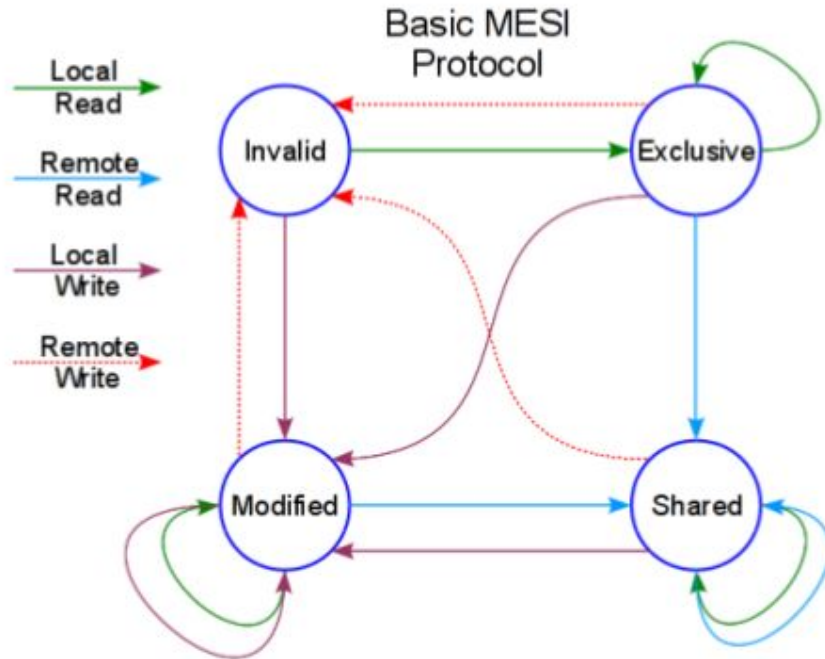 Basic MESI
Protocol
Local
Read
Remote
Read
Local
Write
Remote
Write
Invalid
Exclusive
Modified
Shared